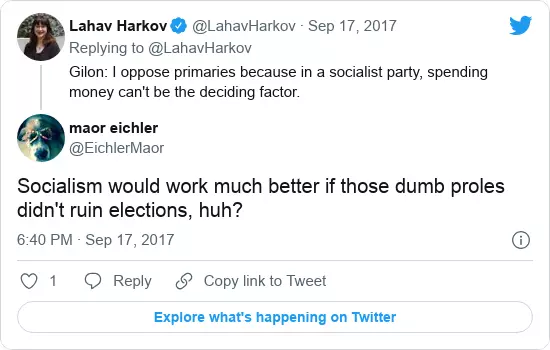 Lahav Harkov @LahavHarkov · Sep 17, 2017
Replying to @LahavHarkov
Gilon: I oppose primaries because in a socialist party, spending
money can't be the deciding factor.
maor eichler
@EichlerMaor
Socialism would work much better if those dumb proles
didn't ruin elections, huh?
6:40 PM · Sep 17, 2017
1 Reply Copy link to Tweet
Explore what's happening on Twitter